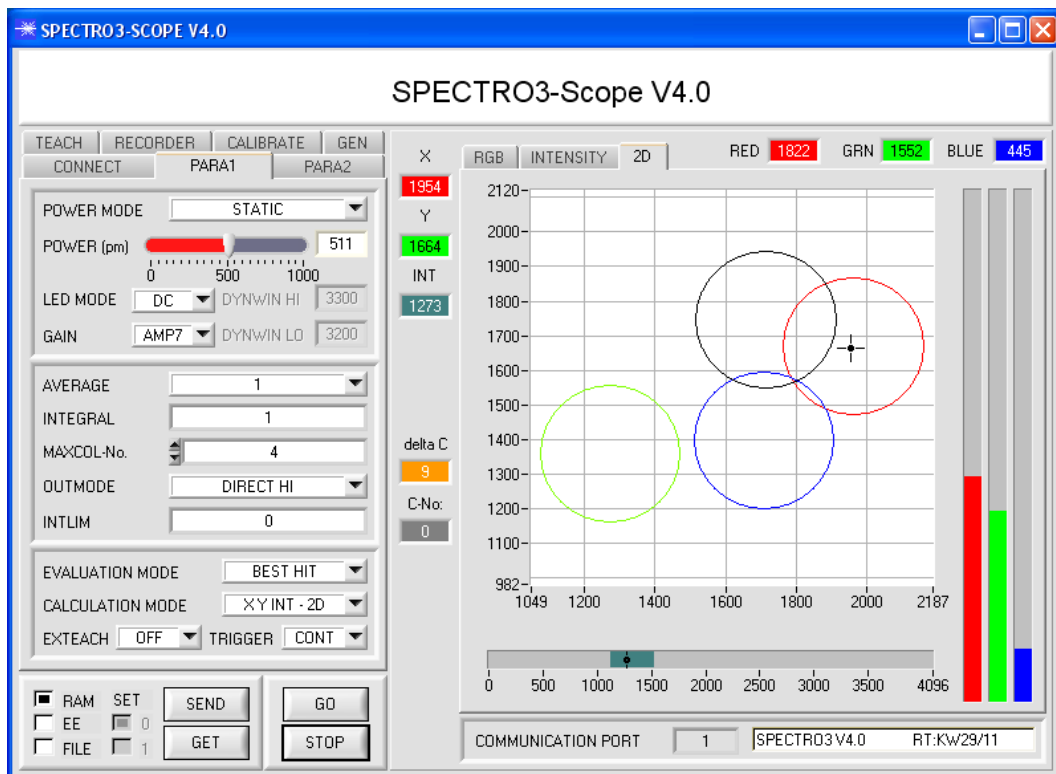 SPECTRO3-SCOPE V4.0
SPECTRO3-Scope V4.0
TEACH RECORDER CALIBRATE GEN
CONNECT PARA1 PARA2
POWER MODE STATIC
POWER (pm) 511
0 500 1000
LED MODE DC DYNWIN HI 3300
GAIN AMP7 DYNWIN LO 3200
AVERAGE 1
INTEGRAL 1
MAXCOL-No. 4
OUTMODE DIRECT HI
INTLIM 0
EVALUATION MODE BEST HIT
CALCULATION MODE X Y INT - 2D
EXTEACH OFF TRIGGER CONT
RAM SET
EE 0
FILE 1
SEND
GET
GO
STOP
X
1954
Y
1664
INT
1273
delta C
9
C-No:
0
RGB INTENSITY 2D
RED 1822 GRN 1552 BLUE 445
2120
2000
1900
1800
1700
1600
1500
1400
1300
1200
1100
982
1049 1200 1400 1600 1800 2000 2187
0 500 1000 1500 2000 2500 3000 3500 4096
COMMUNICATION PORT 1 SPECTRO3 V4.0 RT:KW29/11